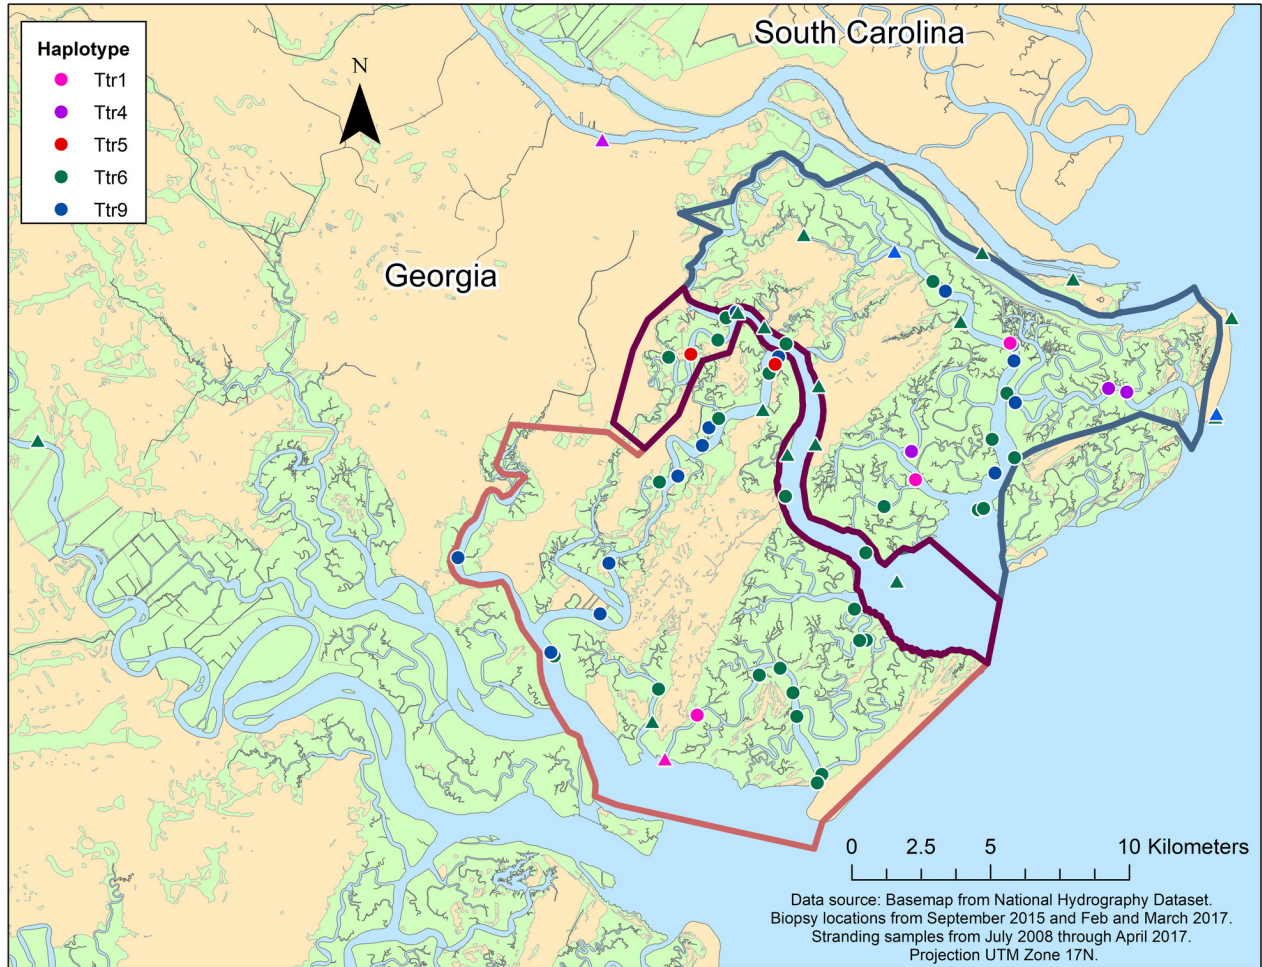 South Carolina
Haplotype
Ttr1
Ttr4
Ttr5
Ttr6
Ttr9
N
Georgia
0 2.5 5 10 Kilometers
Data source: Basemap from National Hydrography Dataset.
Biopsy locations from September 2015 and Feb and March 2017.
Stranding samples from July 2008 through April 2017.
Projection UTM Zone 17N.